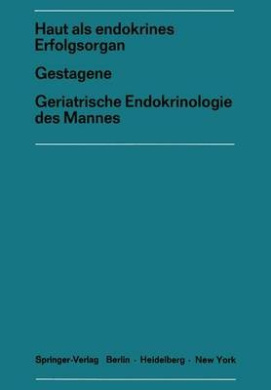 Haut als endokrines
Erfolgsorgan
Gestagene
Geriatrische Endokrinologie
des Mannes
Springer-Verlag Berlin · Heidelberg · New York